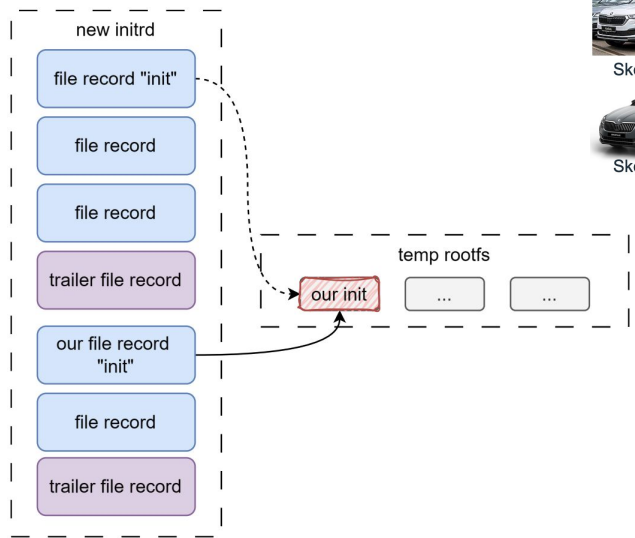 new initrd
file record "init"
file record
file record
trailer file record
our file record
"init"
file record
trailer file record
temp rootfs
our init
...
...